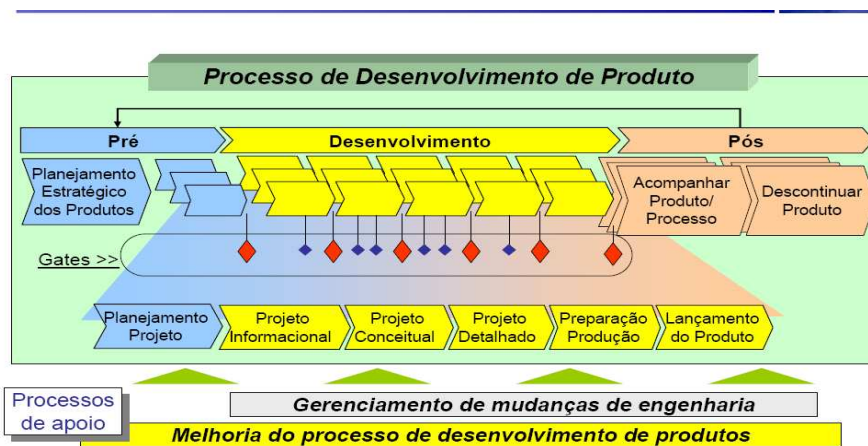 Processo de Desenvolvimento de Produto
Pré
Desenvolvimento
Pós
Planejamento
Estratégico
dos Produtos
Acompanhar
Produto/
Processo
Descontinuar
Produto
Gates >>
Planejamento
Projeto
Projeto
Informacional
Projeto
Conceitual
Projeto
Detalhado
Preparação
Produção
Lançamento
do Produto
Processos
de apoio
Gerenciamento de mudanças de engenharia
Melhoria do processo de desenvolvimento de produtos